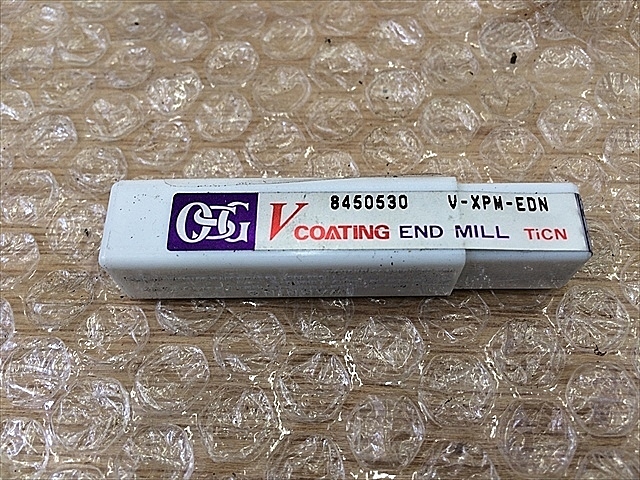 OSG V 8450530 V-XPM-EDN
COATING END MILL TiCN